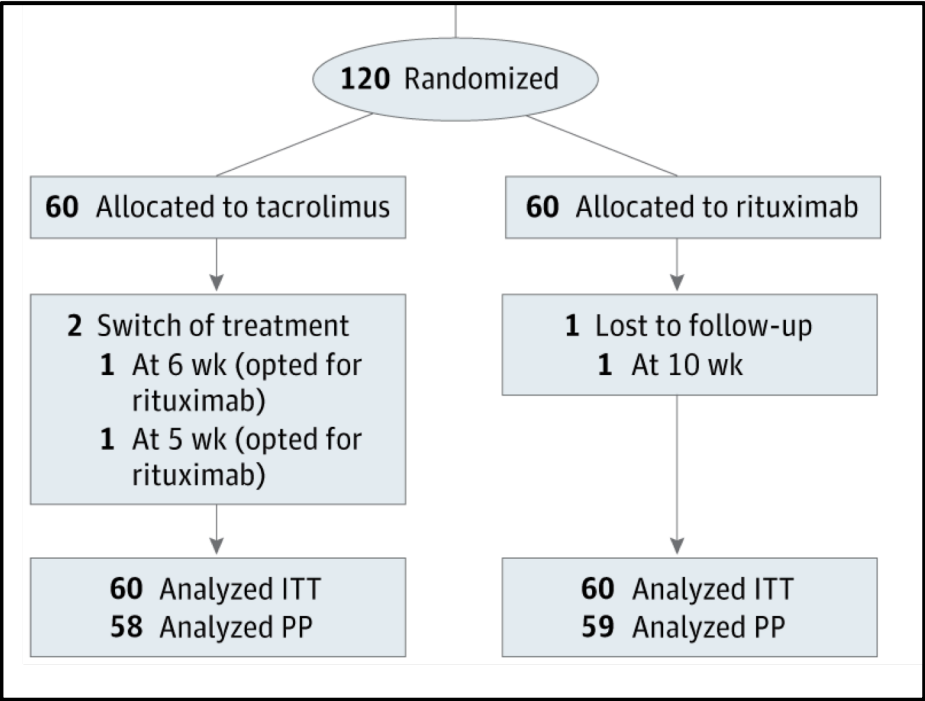 120 Randomized
60 Allocated to tacrolimus
60 Allocated to rituximab
2 Switch of treatment
1 At 6 wk (opted for
rituximab)
1 At 5 wk (opted for
rituximab)
1 Lost to follow-up
1 At 10 wk
60 Analyzed ITT
58 Analyzed PP
60 Analyzed ITT
59 Analyzed PP